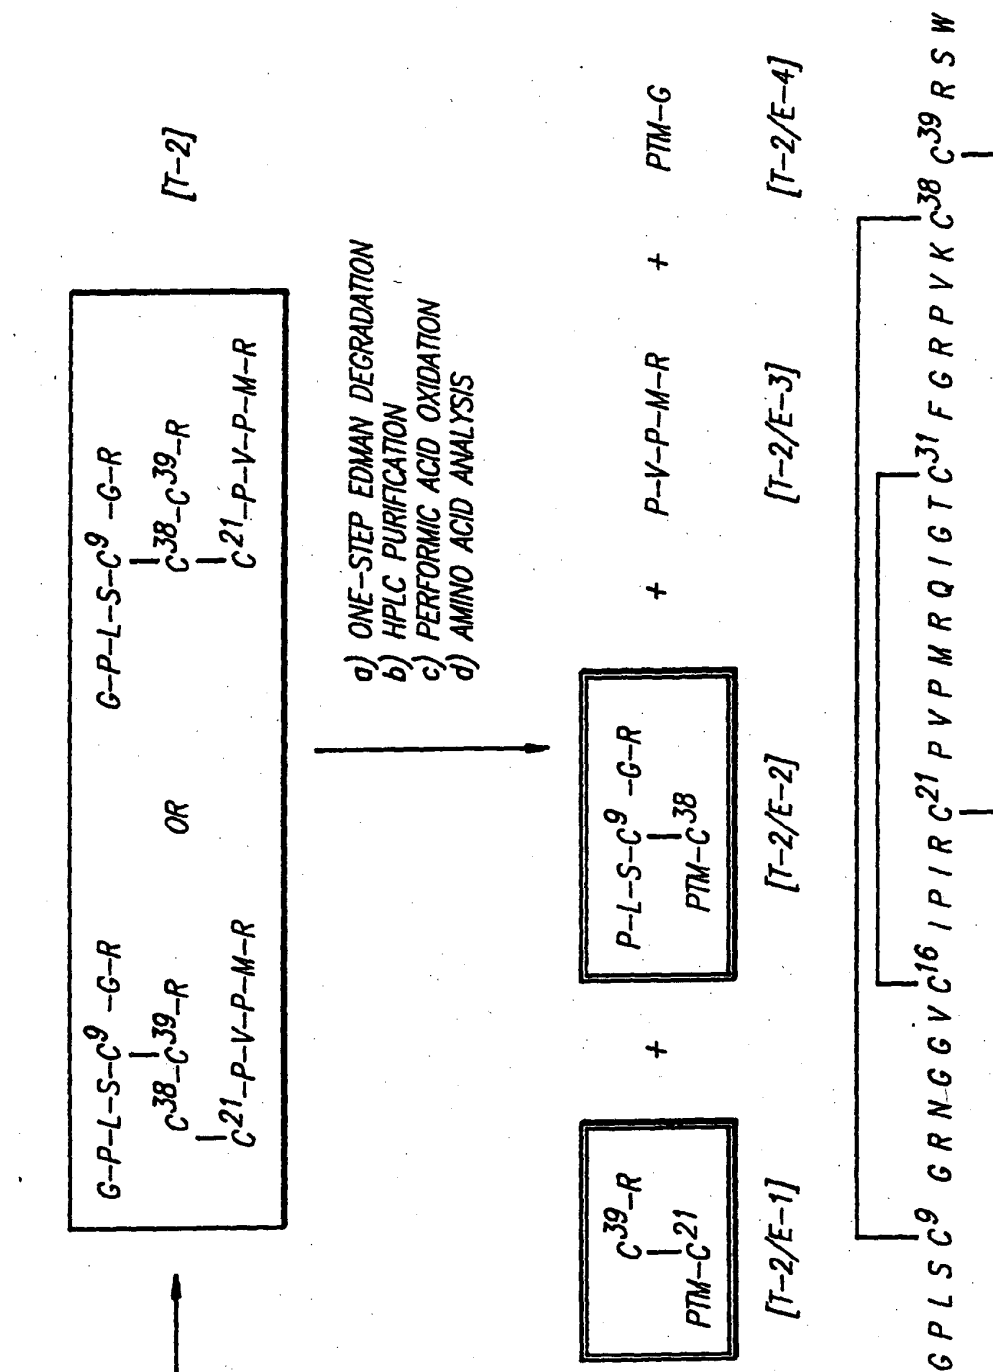 G–P–L–S–C9 –G–R
C38–C39–R
C21–P–V–P–M–R
OR
G–P–L–S–C9 –G–R
C38–C39–R
C21–P–V–P–M–R
[T–2]
a) ONE–STEP EDMAN DEGRADATION
b) HPLC PURIFICATION
c) PERFORMIC ACID OXIDATION
d) AMINO ACID ANALYSIS
C39–R
PTM–C21
+
P–L–S–C9 –G–R
PTM–C38
+
P–V–P–M–R
+
PTM–G
[T–2/E–1]
[T–2/E–2]
[T–2/E–3]
[T–2/E–4]
G P L S C9 G R N G G V C16 I P I R C21 P V P M R Q I G T C31 F G R P V K C38 C39 R S W